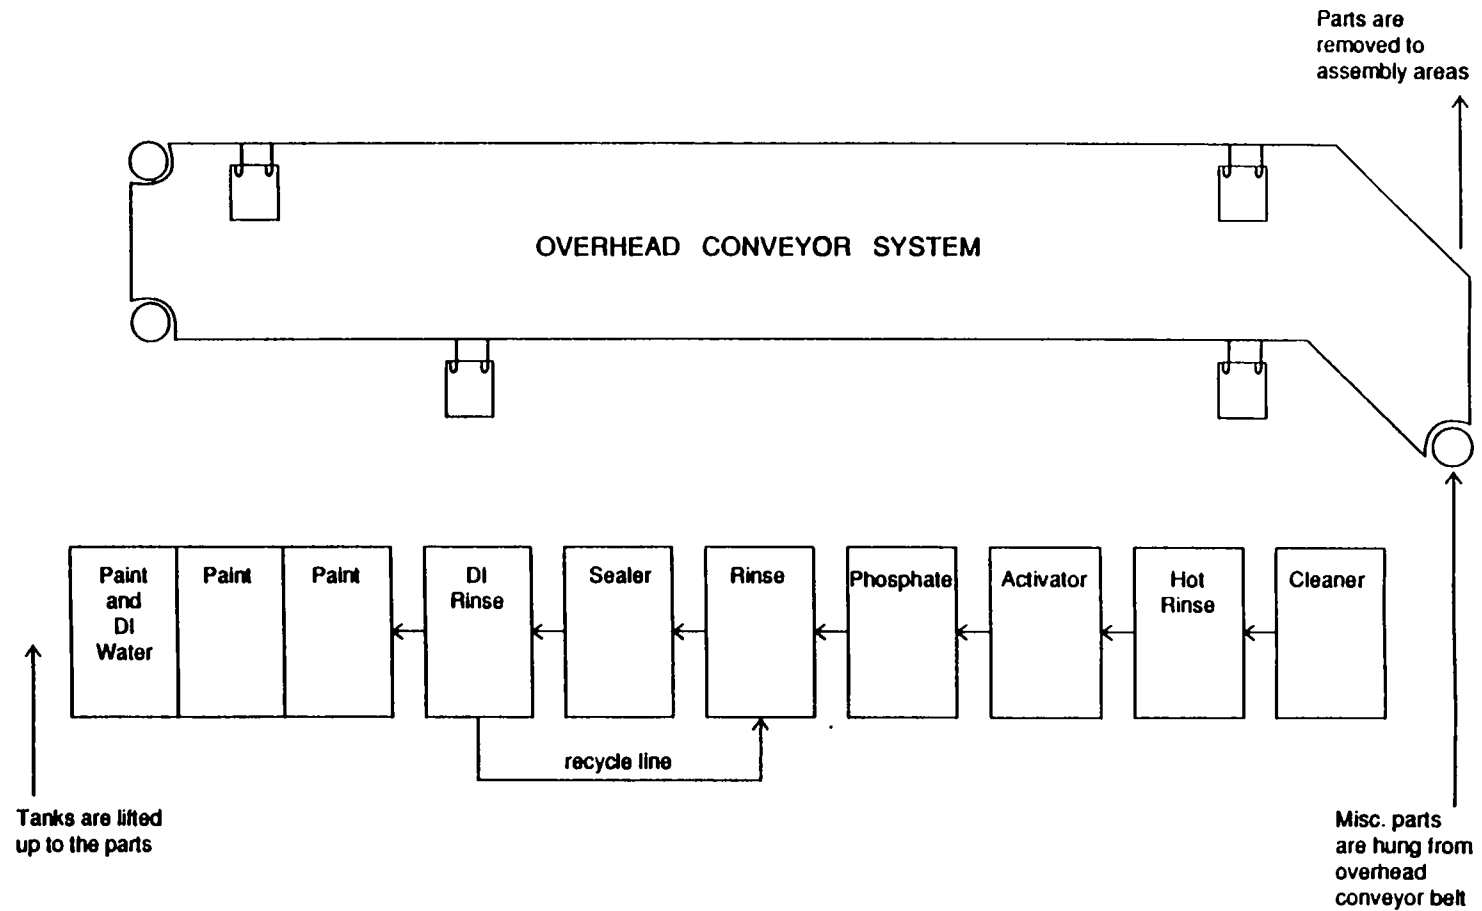 Parts are
removed to
assembly areas
OVERHEAD CONVEYOR SYSTEM
Paint
and
DI
Water
Paint
Paint
DI
Rinse
Sealer
Rinse
Phosphate
Activator
Hot
Rinse
Cleaner
recycle line
Tanks are lifted
up to the parts
Misc. parts
are hung from
overhead
conveyor belt